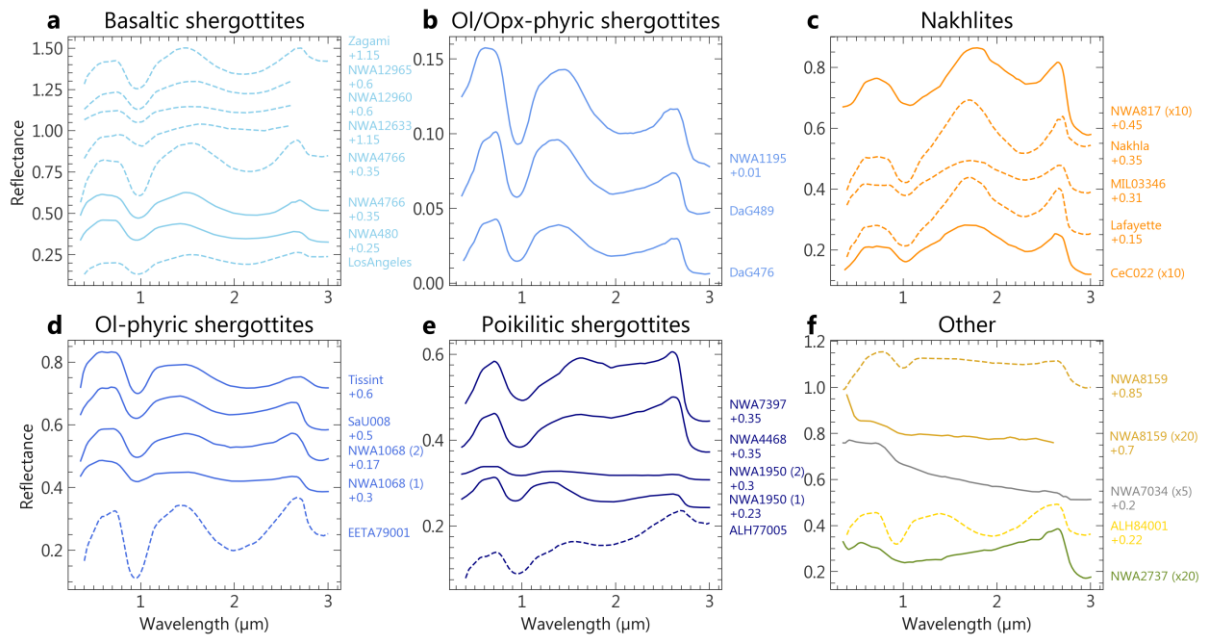 a Basaltic shergottites
Reflectance
1.50
1.25
1.00
0.75
0.50
0.25
1 2 3
Zagami
+1.15
NWA12965
+0.6
NWA12960
+0.6
NWA12633
+1.15
NWA4766
+0.35
NWA4766
+0.35
NWA480
+0.25
LosAngeles
b Ol/Opx-phyric shergottites
0.15
0.10
0.05
0.00
1 2 3
NWA1195
+0.01
DaG489
DaG476
c Nakhlites
0.8
0.6
0.4
0.2
1 2 3
NWA817 (x10)
+0.45
Nakhla
+0.35
MIL03346
+0.31
Lafayette
+0.15
CeC022 (x10)
d Ol-phyric shergottites
Reflectance
0.8
0.6
0.4
0.2
1 2 3
Wavelength (µm)
Tissint
+0.6
SaU008
+0.5
NWA1068 (2)
+0.17
NWA1068 (1)
+0.3
EETA79001
e Poikilitic shergottites
0.6
0.4
0.2
1 2 3
Wavelength (µm)
NWA7397
+0.35
NWA4468
+0.35
NWA1950 (2)
+0.3
NWA1950 (1)
+0.23
ALH77005
f Other
1.2
1.0
0.8
0.6
0.4
0.2
1 2 3
Wavelength (µm)
NWA8159
+0.85
NWA8159 (x20)
+0.7
NWA7034 (x5)
+0.2
ALH84001
+0.22
NWA2737 (x20)